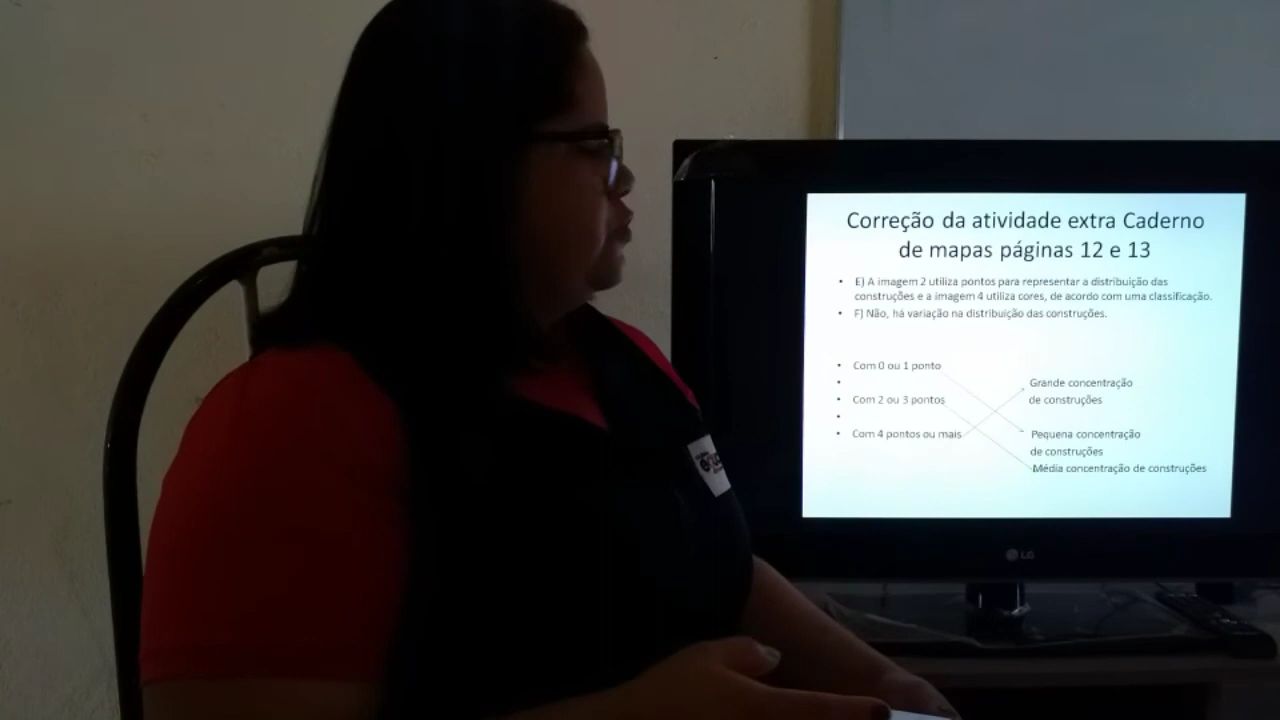 Correção da atividade extra Caderno
de mapas páginas 12 e 13
• E) A imagem 2 utiliza pontos para representar a distribuição das
construções e a imagem 4 utiliza cores, de acordo com uma classificação.
• F) Não, há variação na distribuição das construções.
• Com 0 ou 1 ponto
•
• Com 2 ou 3 pontos
•
• Com 4 pontos ou mais
Grande concentração
de construções
Pequena concentração
de construções
Média concentração de construções
LG